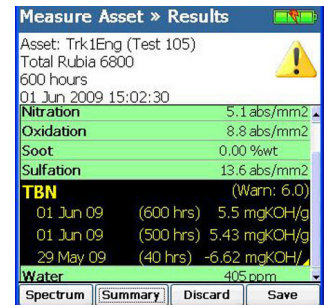 Measure Asset » Results
Asset: Trk1Eng (Test 105)
Total Rubia 6800
600 hours
01 Jun 2009 15:02:30
Nitration 5.1 abs/mm2
Oxidation 8.8 abs/mm2
Soot 0.00 %wt
Sulfation 13.6 abs/mm2
TBN (Warn: 6.0)
01 Jun 09 (600 hrs) 5.5 mgKOH/g
01 Jun 09 (500 hrs) 5.43 mgKOH/g
29 May 09 (40 hrs) -6.62 mgKOH/
Water 405 ppm
Spectrum Summary Discard Save